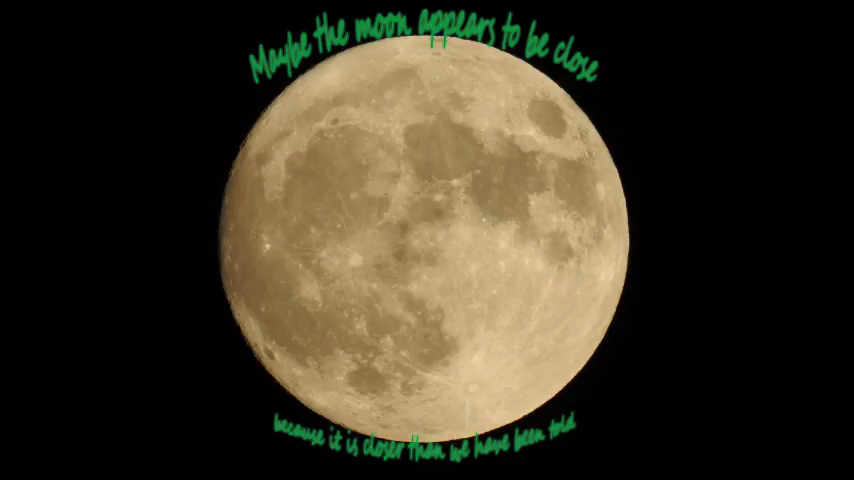 Maybe the moon appears to be close
because it is closer than we have been told